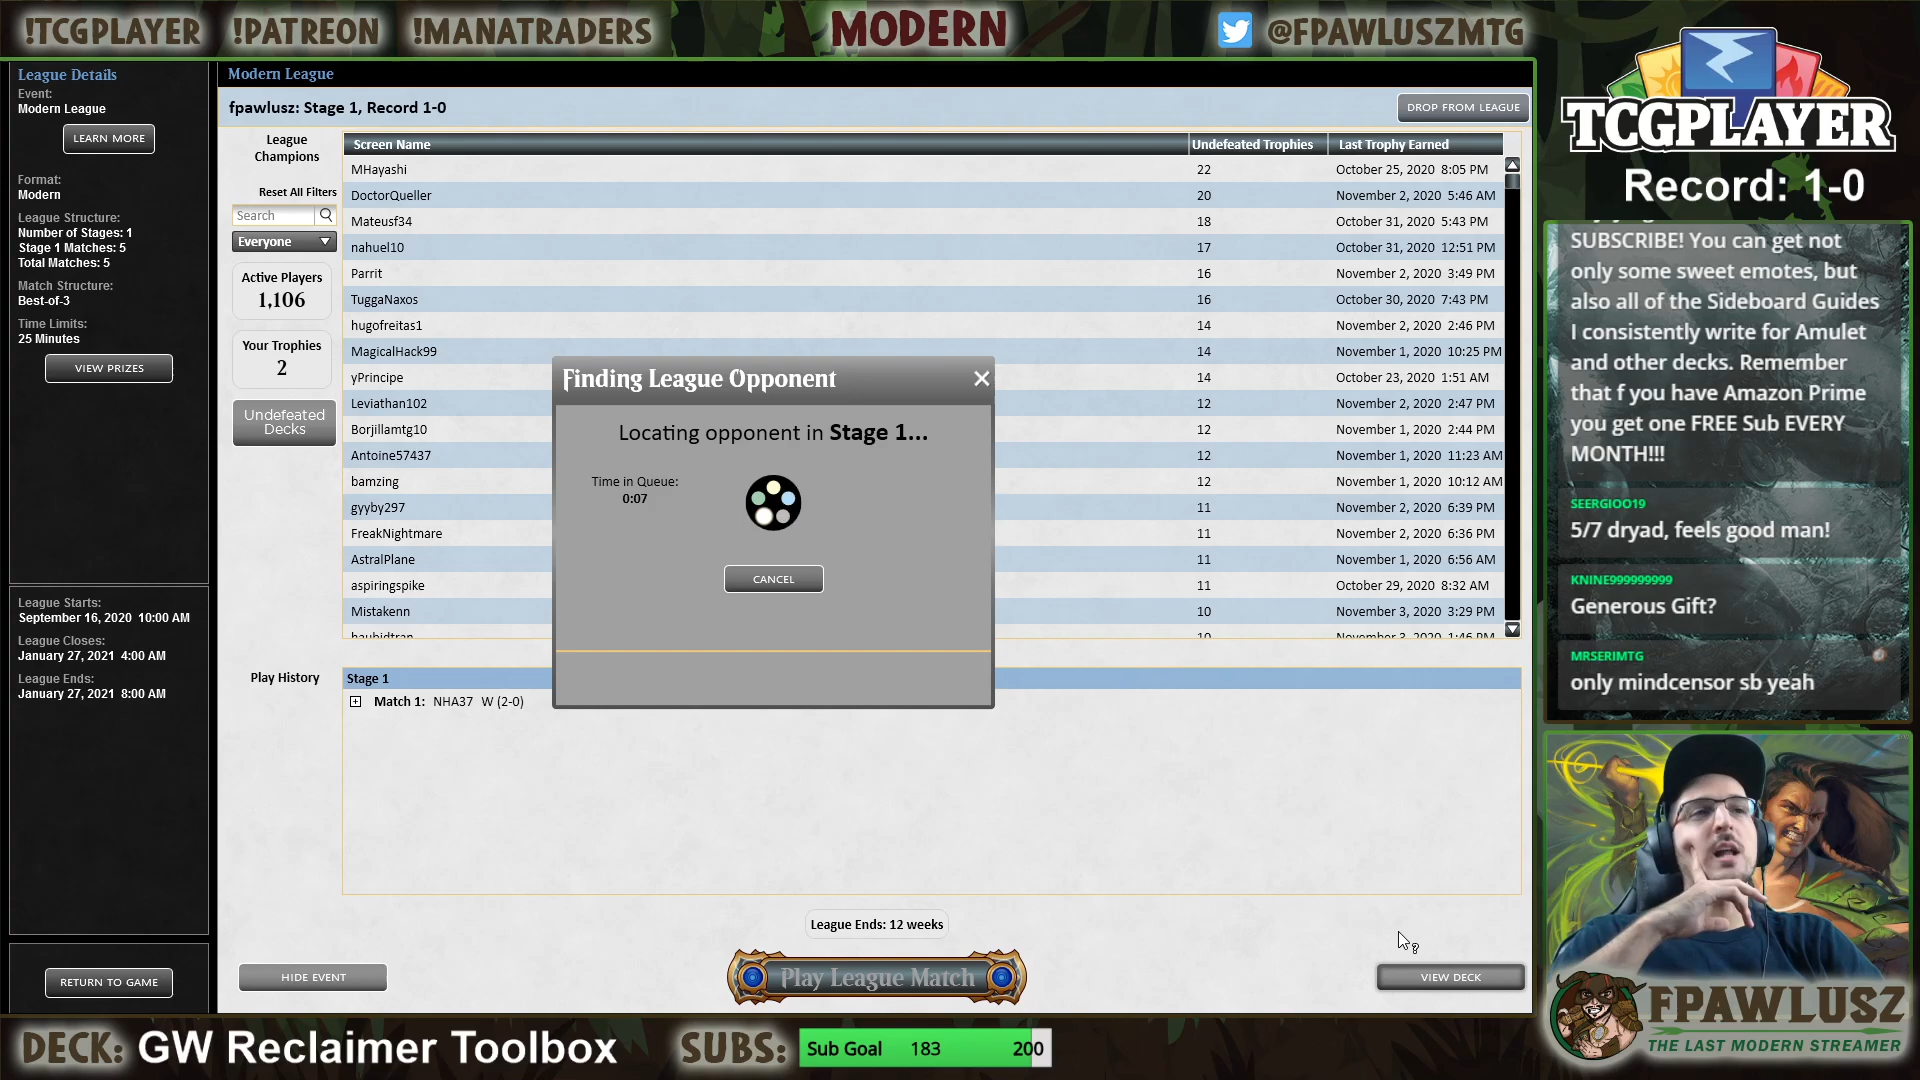 !TCGPLAYER !PATREON !MANATRADERS MODERN @FPAWLUSZMTG
League Details
Event:
Modern League
LEARN MORE
Format:
Modern
League Structure:
Number of Stages: 1
Stage 1 Matches: 5
Total Matches: 5
Match Structure:
Best-of-3
Time Limits:
25 Minutes
VIEW PRIZES
League Starts:
September 16, 2020 10:00 AM
League Closes:
January 27, 2021 4:00 AM
League Ends:
January 27, 2021 8:00 AM
RETURN TO GAME
Modern League
fpawlusz: Stage 1, Record 1-0
DROP FROM LEAGUE
League
Champions
Reset All Filters
Search
Everyone
Active Players
1,106
Your Trophies
2
Undefeated
Decks
Screen Name Undefeated Trophies Last Trophy Earned
MHayashi 22 October 25, 2020 8:05 PM
DoctorQueller 20 November 2, 2020 5:46 AM
Mateusf34 18 October 31, 2020 5:43 PM
nahuel10 17 October 31, 2020 12:51 PM
Parrit 16 November 2, 2020 3:49 PM
TuggaNaxos 16 October 30, 2020 7:43 PM
hugofreitas1 14 November 2, 2020 2:46 PM
MagicalHack99 14 November 1, 2020 10:25 PM
yPrincipe 14 October 23, 2020 1:51 AM
Leviathan102 12 November 2, 2020 2:47 PM
Borjillamtg10 12 November 1, 2020 2:44 PM
Antoine57437 12 November 1, 2020 11:23 AM
bamzing 12 November 1, 2020 10:12 AM
gyyby297 11 November 2, 2020 6:39 PM
FreakNightmare 11 November 2, 2020 6:36 PM
AstralPlane 11 November 1, 2020 6:56 AM
aspiringspike 11 October 29, 2020 8:32 AM
Mistakenn 10 November 3, 2020 3:29 PM
haubidtran 10 November 3, 2020 1:46 PM
Finding League Opponent
Locating opponent in Stage 1...
Time in Queue:
0:07
CANCEL
Play History
Stage 1
Match 1: NHA37 W (2-0)
League Ends: 12 weeks
HIDE EVENT
Play League Match
VIEW DECK
TCGPLAYER
Record: 1-0
SUBSCRIBE! You can get not
only some sweet emotes, but
also all of the Sideboard Guides
I consistently write for Amulet
and other decks. Remember
that f you have Amazon Prime
you get one FREE Sub EVERY
MONTH!!!
SEERGIOO19
5/7 dryad, feels good man!
KNINE999999999
Generous Gift?
MRSERIMTG
only mindcensor sb yeah
FPAWLUSZ
THE LAST MODERN STREAMER
DECK: GW Reclaimer Toolbox SUBS: Sub Goal 183 200